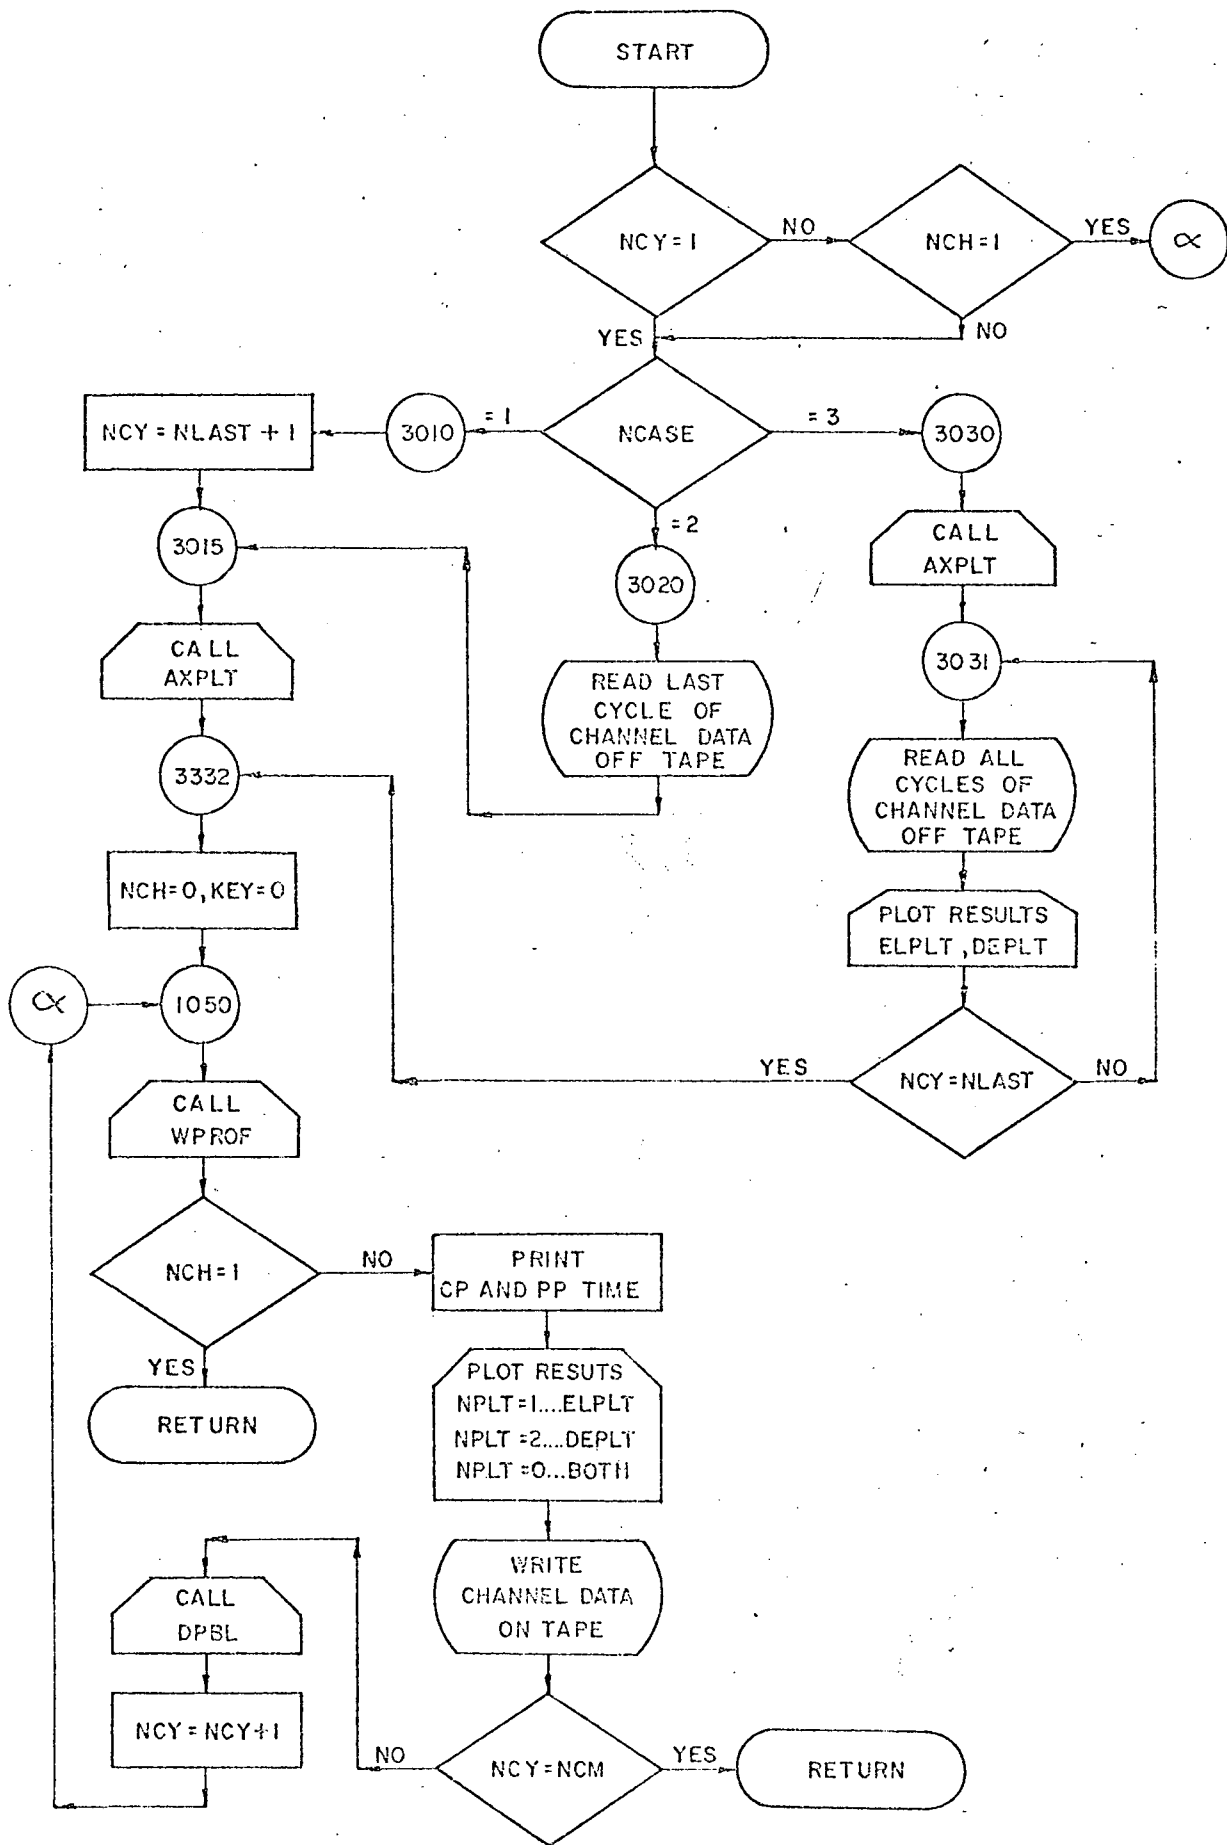 START
NCY=1
NO
NCH=1
YES
∝
YES
NO
NCY=NLAST+1
3010
=1
NCASE
=3
3030
=2
3015
3020
CALL
AXPLT
CALL
AXPLT
READ LAST
CYCLE OF
CHANNEL DATA
OFF TAPE
3031
3332
READ ALL
CYCLES OF
CHANNEL DATA
OFF TAPE
NCH=0,KEY=0
PLOT RESULTS
ELPLT,DEPLT
∝
1050
YES
NCY=NLAST
NO
CALL
WPROF
NCH=1
NO
PRINT
CP AND PP TIME
YES
RETURN
PLOT RESUTS
NPLT=1....ELPLT
NPLT=2....DEPLT
NPLT=0...BOTH
WRITE
CHANNEL DATA
ON TAPE
CALL
DPBL
NCY=NCY+1
NO
NCY=NCM
YES
RETURN